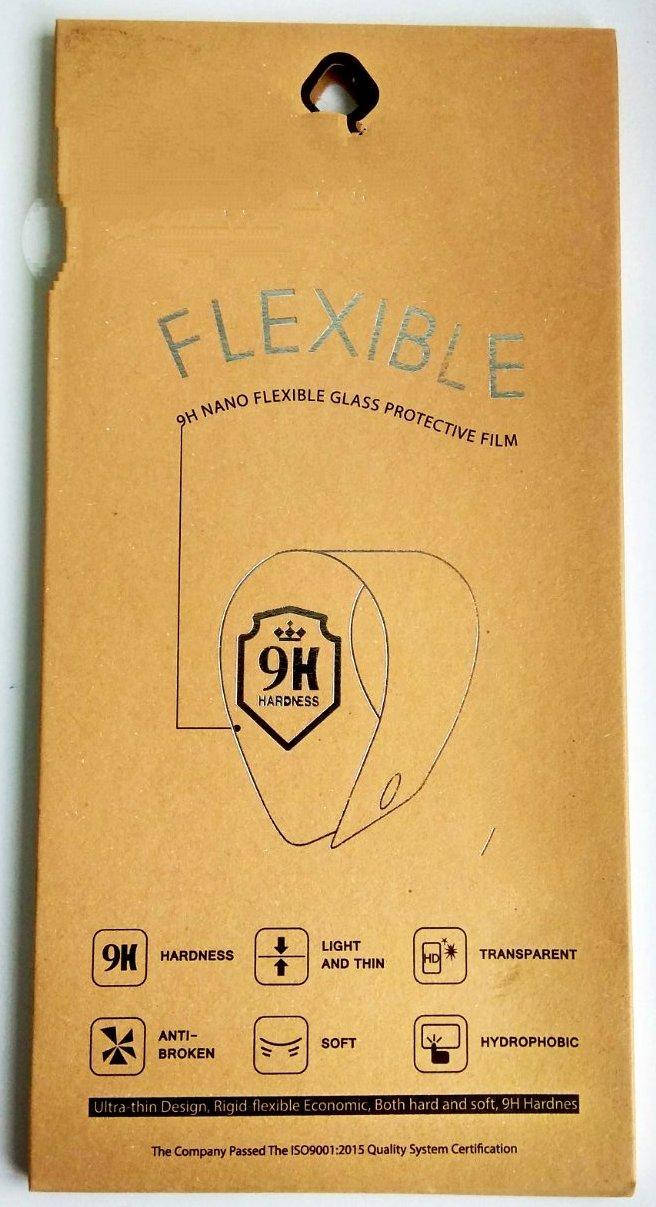 FLEXIBLE
9H NANO FLEXIBLE GLASS PROTECTIVE FILM
9H
HARDNESS
9H HARDNESS
LIGHT
AND THIN
HD TRANSPARENT
ANTI-
BROKEN
SOFT
HYDROPHOBIC
Ultra-thin Design, Rigid flexible Economic, Both hard and soft, 9H Hardnes
The Company Passed The ISO9001:2015 Quality System Certification